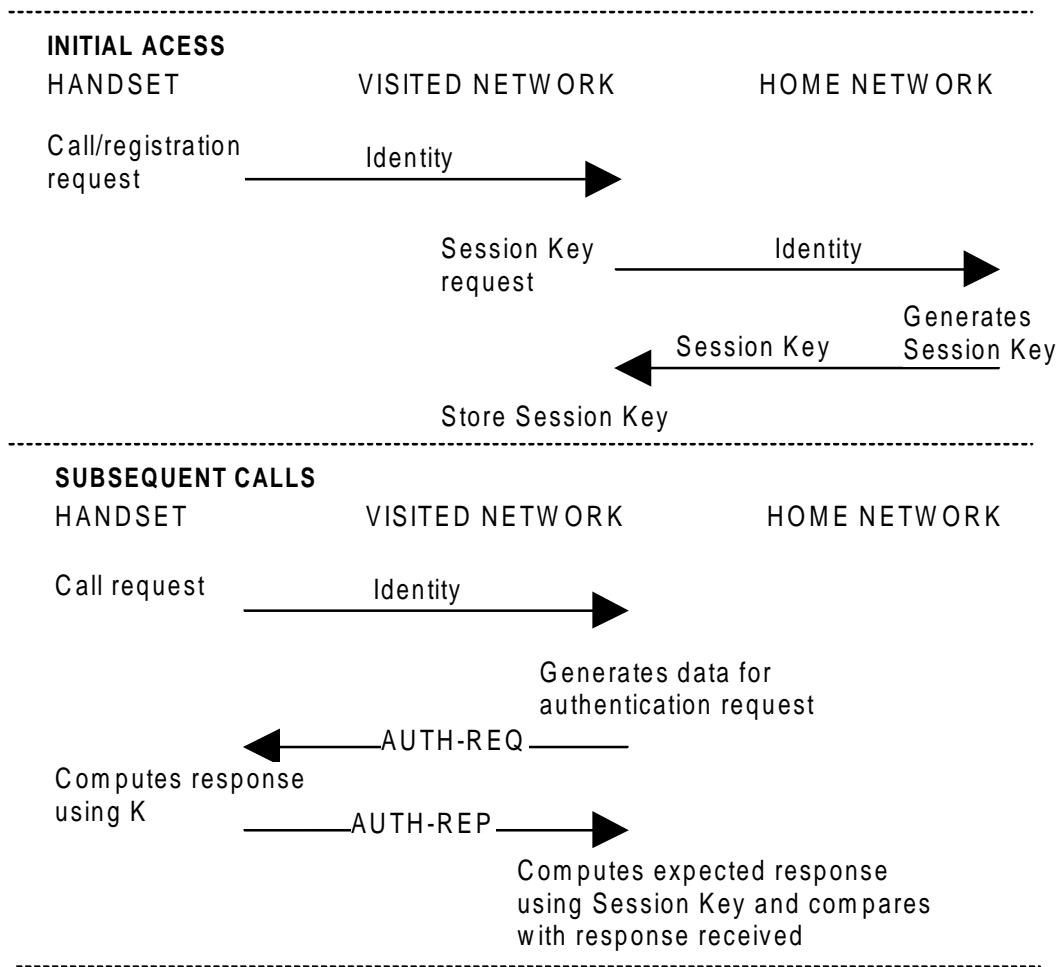 INITIAL ACESS
HANDSET VISITED NETWORK HOME NETWORK
Call/registration
request
Identity
Session Key
request
Identity
Generates
Session Key
Session Key
Store Session Key
SUBSEQUENT CALLS
HANDSET VISITED NETWORK HOME NETWORK
Call request
Identity
Generates data for
authentication request
AUTH-REQ
Computes response
using K
AUTH-REP
Computes expected response
using Session Key and compares
with response received